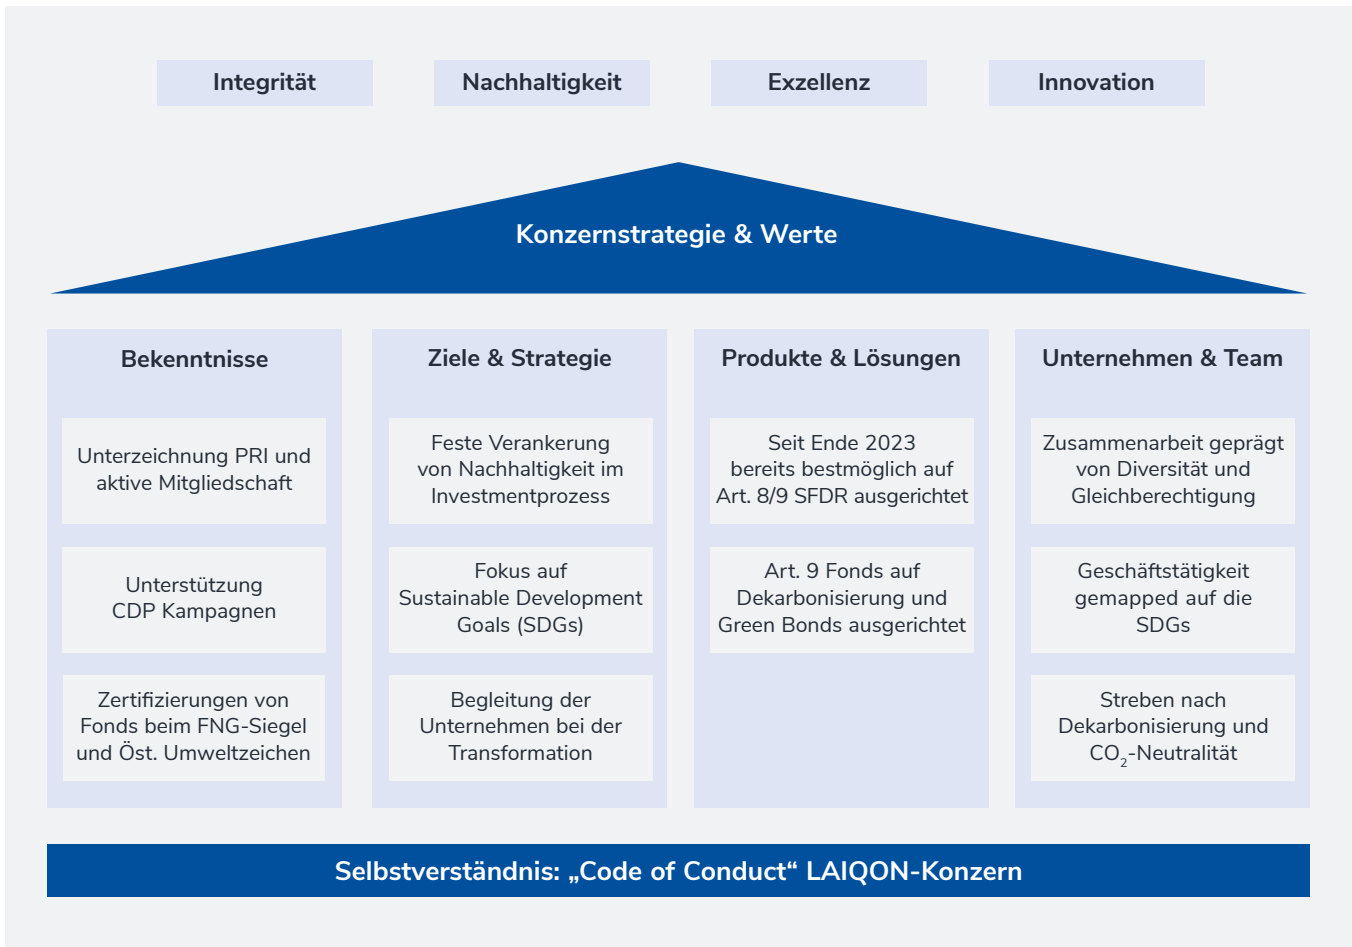 Integrität
Nachhaltigkeit
Exzellenz
Innovation
Konzernstrategie & Werte
Bekenntnisse
Unterzeichnung PRI und
aktive Mitgliedschaft
Unterstützung
CDP Kampagnen
Zertifizierungen von
Fonds beim FNG-Siegel
und Öst. Umweltzeichen
Ziele & Strategie
Feste Verankerung
von Nachhaltigkeit im
Investmentprozess
Fokus auf
Sustainable Development
Goals (SDGs)
Begleitung der
Unternehmen bei der
Transformation
Produkte & Lösungen
Seit Ende 2023
bereits bestmöglich auf
Art. 8/9 SFDR ausgerichtet
Art. 9 Fonds auf
Dekarbonisierung und
Green Bonds ausgerichtet
Unternehmen & Team
Zusammenarbeit geprägt
von Diversität und
Gleichberechtigung
Geschäftstätigkeit
gemapped auf die
SDGs
Streben nach
Dekarbonisierung und
CO₂-Neutralität
Selbstverständnis: „Code of Conduct“ LAIQON-Konzern